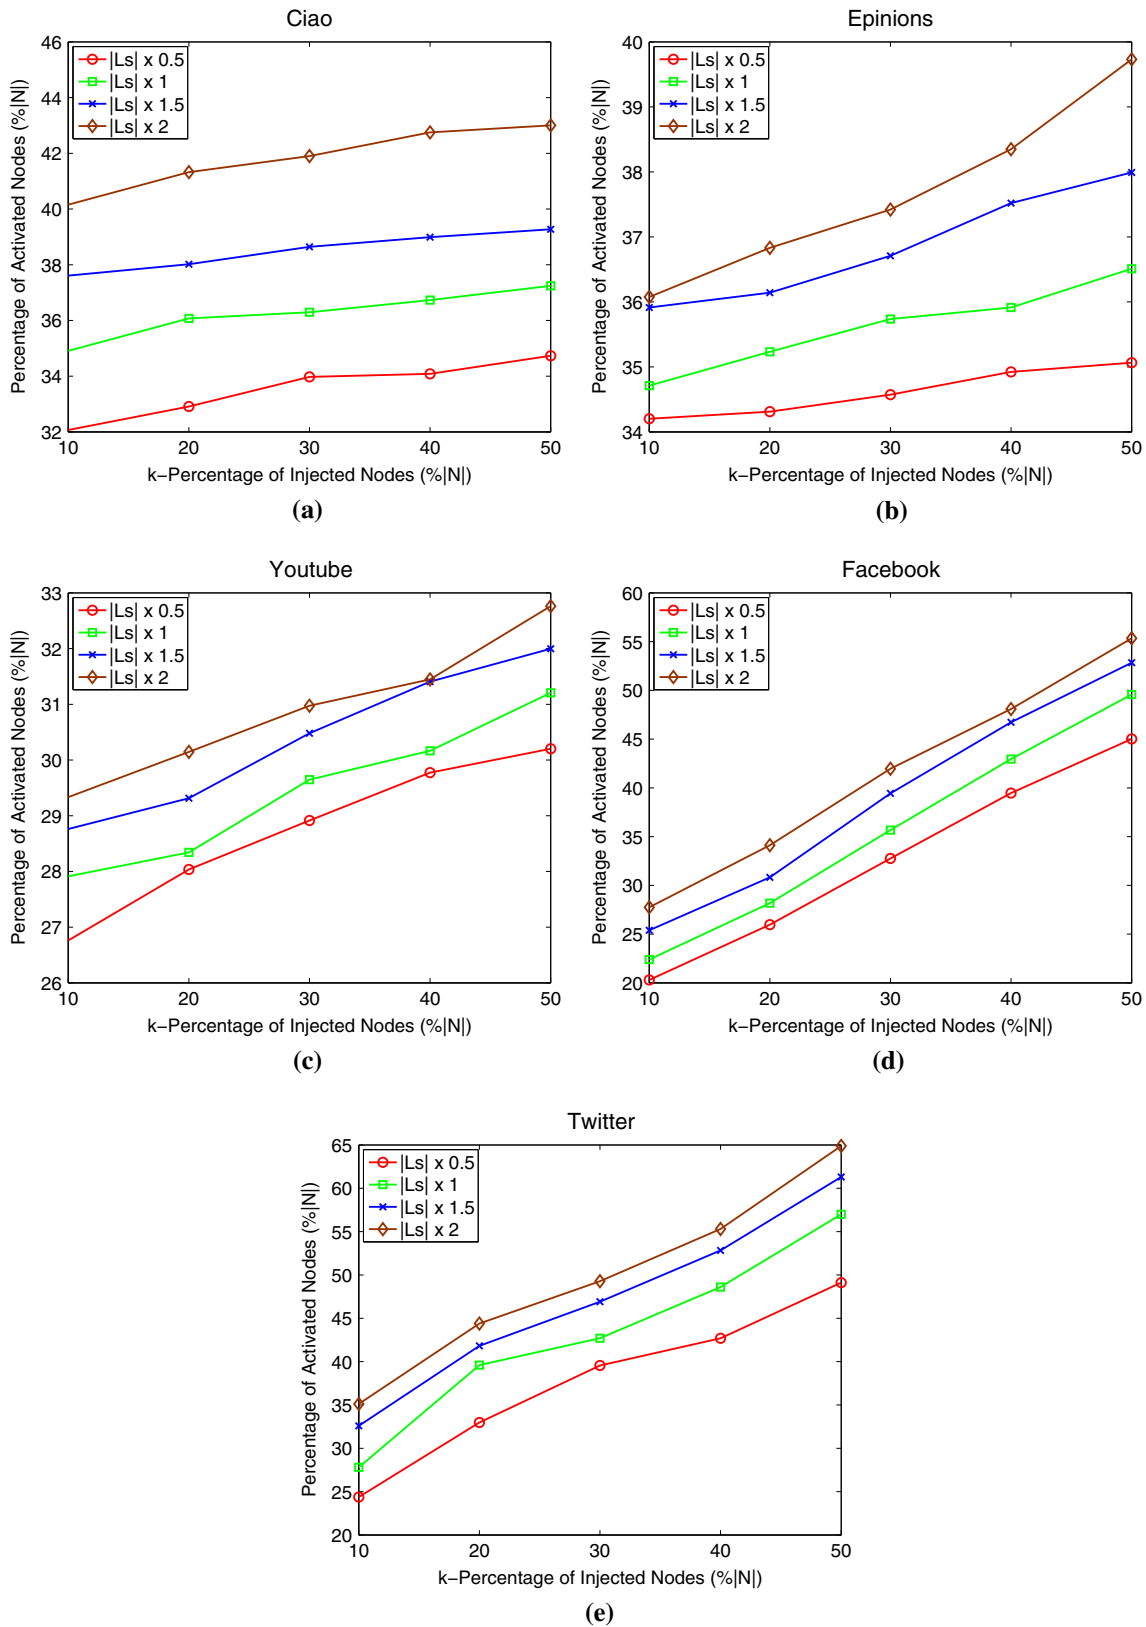 Ciao
Percentage of Activated Nodes (%|N|)
46
44
42
40
38
36
34
32
|Ls| x 0.5
|Ls| x 1
|Ls| x 1.5
|Ls| x 2
10 20 30 40 50
k−Percentage of Injected Nodes (%|N|)
(a)
Epinions
Percentage of Activated Nodes (%|N|)
40
39
38
37
36
35
34
|Ls| x 0.5
|Ls| x 1
|Ls| x 1.5
|Ls| x 2
10 20 30 40 50
k−Percentage of Injected Nodes (%|N|)
(b)
Youtube
Percentage of Activated Nodes (%|N|)
33
32
31
30
29
28
27
26
|Ls| x 0.5
|Ls| x 1
|Ls| x 1.5
|Ls| x 2
10 20 30 40 50
k−Percentage of Injected Nodes (%|N|)
(c)
Facebook
Percentage of Activated Nodes (%|N|)
60
55
50
45
40
35
30
25
20
|Ls| x 0.5
|Ls| x 1
|Ls| x 1.5
|Ls| x 2
10 20 30 40 50
k−Percentage of Injected Nodes (%|N|)
(d)
Twitter
Percentage of Activated Nodes (%|N|)
65
60
55
50
45
40
35
30
25
20
|Ls| x 0.5
|Ls| x 1
|Ls| x 1.5
|Ls| x 2
10 20 30 40 50
k−Percentage of Injected Nodes (%|N|)
(e)